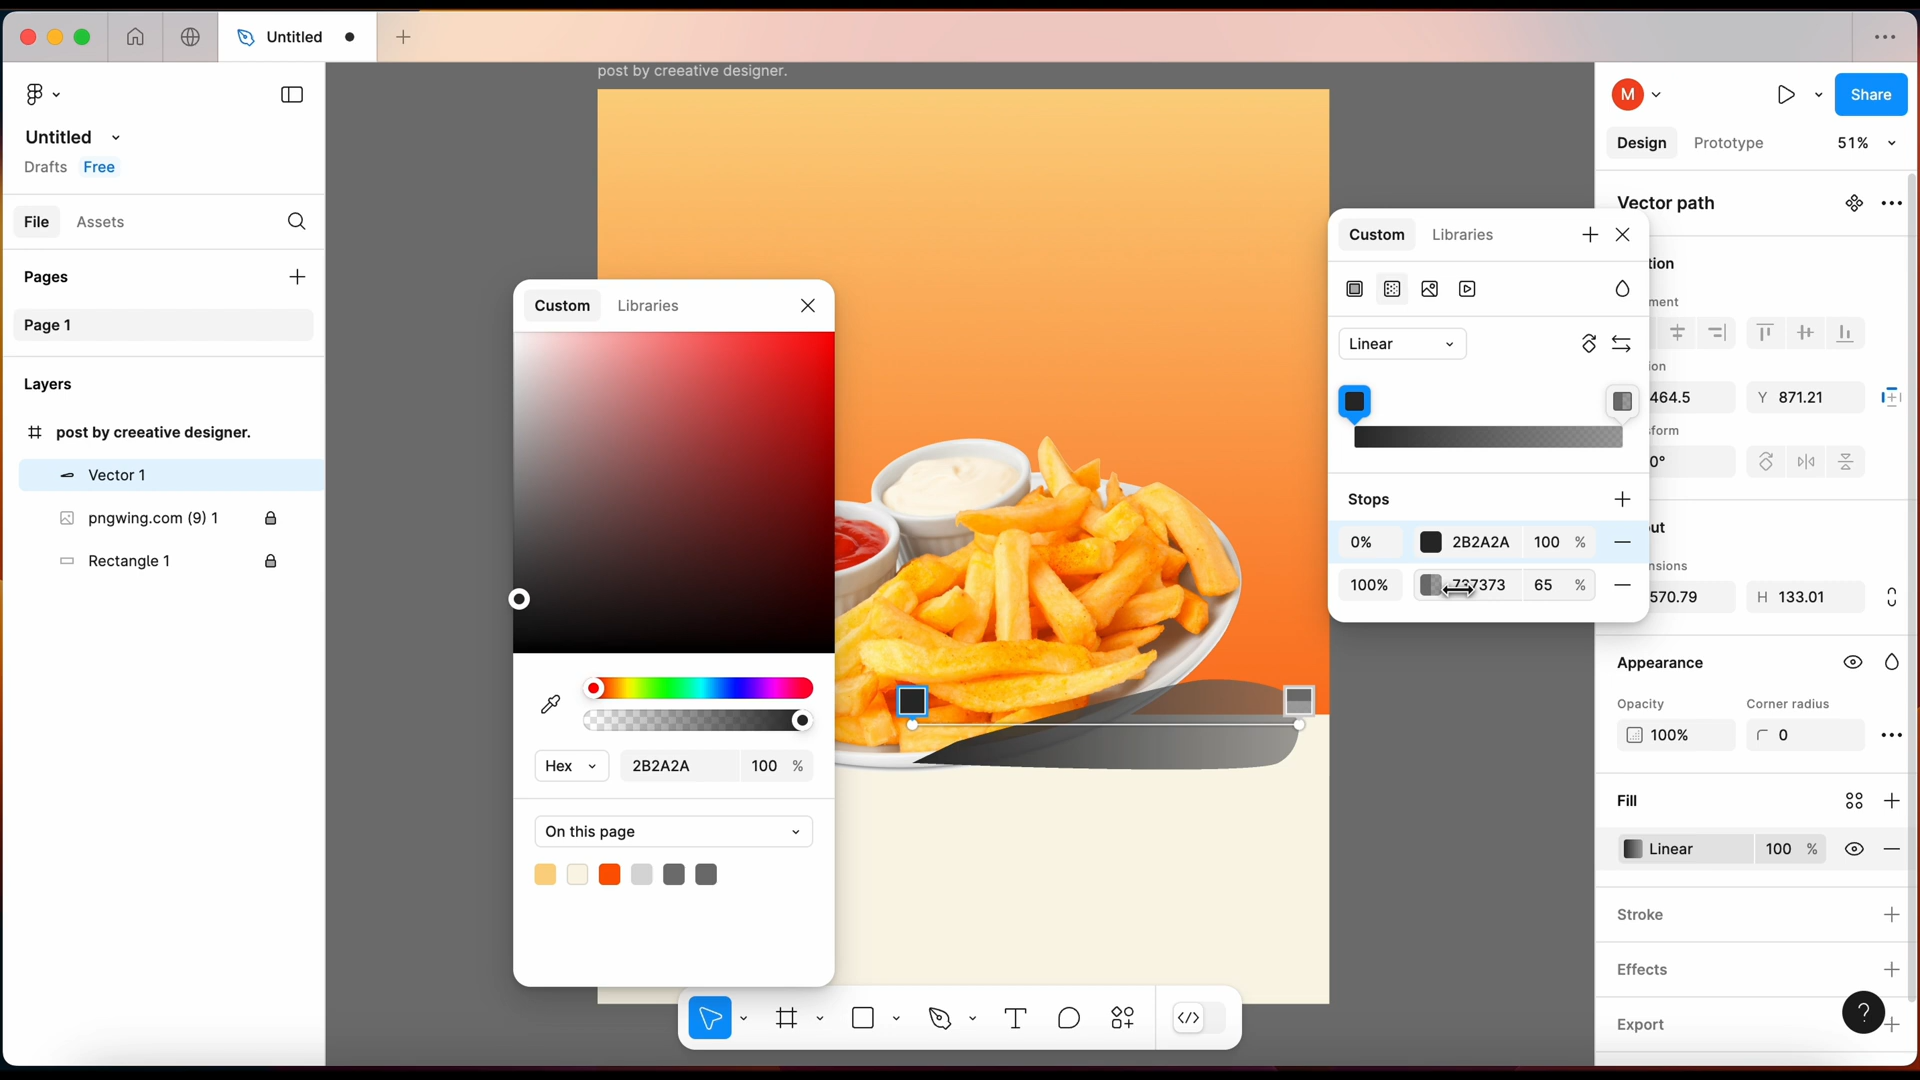 Untitled
post by creeative designer.
M
Share
Untitled
Drafts
Free
Design
Prototype
51%
File
Assets
Vector path
Custom
Libraries
Pages
Page 1
Custom
Libraries
Linear
Layers
464.5
Y 871.21
post by creeative designer.
Vector 1
0°
pngwing.com (9) 1
Stops
Rectangle 1
0%
2B2A2A
100 %
100%
737373
65 %
570.79
H 133.01
Appearance
Opacity
Corner radius
100%
0
Hex
2B2A2A
100 %
Fill
On this page
Linear
100 %
Stroke
Effects
Export
?